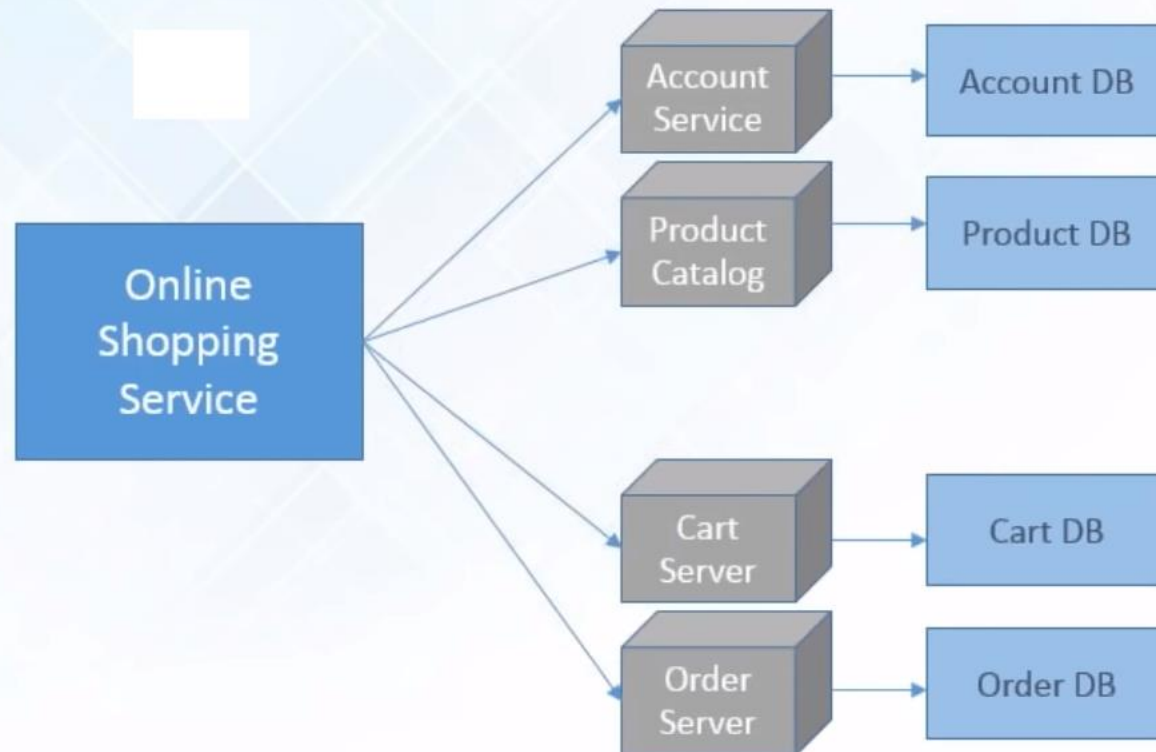 Online
Shopping
Service
Account
Service
Account DB
Product
Catalog
Product DB
Cart
Server
Cart DB
Order
Server
Order DB